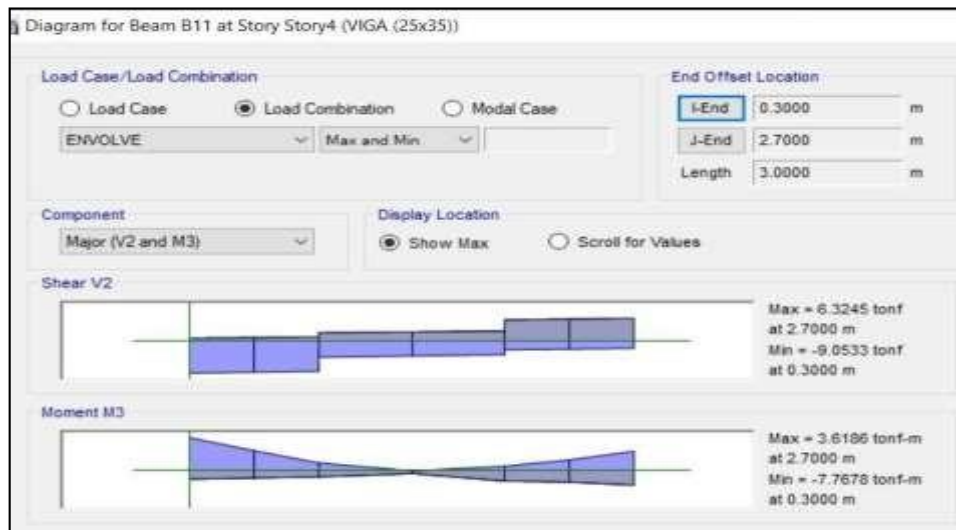 Diagram for Beam B11 at Story Story4 (VIGA (25x35))
Load Case/Load Combination
Load Case
Load Combination
Modal Case
ENVOLVE
Max and Min
End Offset Location
I-End
0.3000
m
J-End
2.7000
m
Length
3.0000
m
Component
Major (V2 and M3)
Display Location
Show Max
Scroll for Values
Shear V2
Max = 6.3245 tonf
at 2.7000 m
Min = -9.0533 tonf
at 0.3000 m
Moment M3
Max = 3.6186 tonf-m
at 2.7000 m
Min = -7.7678 tonf-m
at 0.3000 m